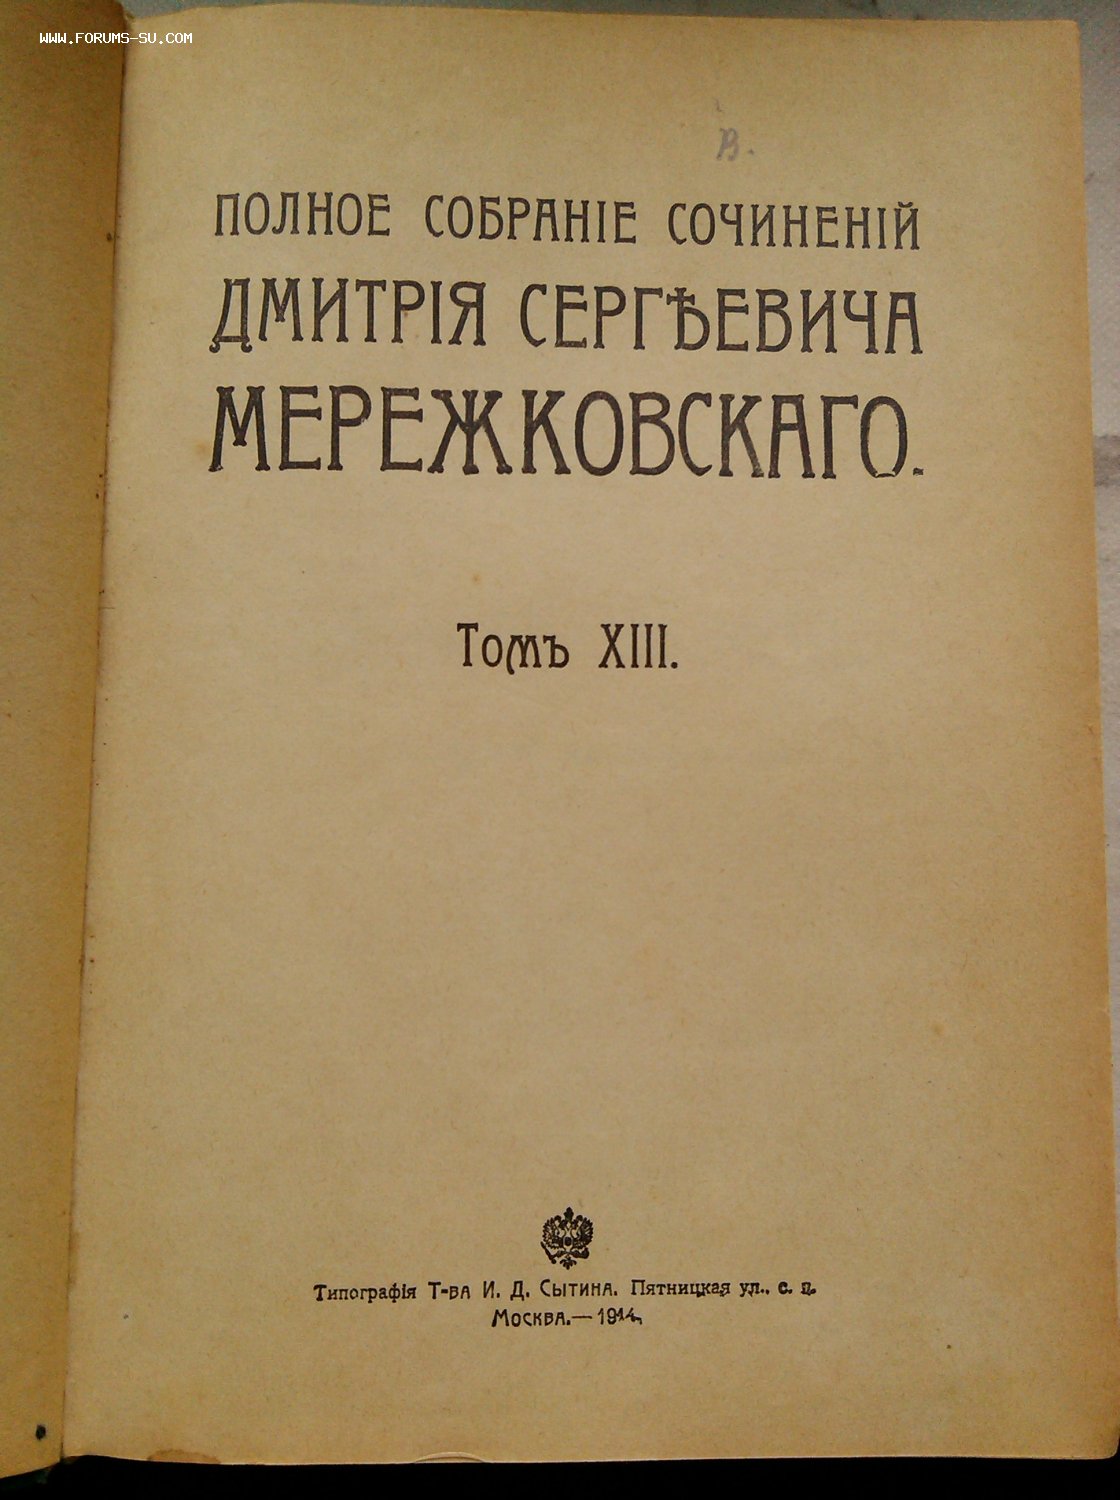 www.forums-su.com
В.
ПОЛНОЕ СОБРАНІЕ СОЧИНЕНІЙ
ДМИТРІЯ СЕРГѢЕВИЧА
МЕРЕЖКОВСКАГО.
Томъ XIII.
Типографія Т-ва И. Д. Сытина. Пятницкая ул., с. д.
Москва.—1914.